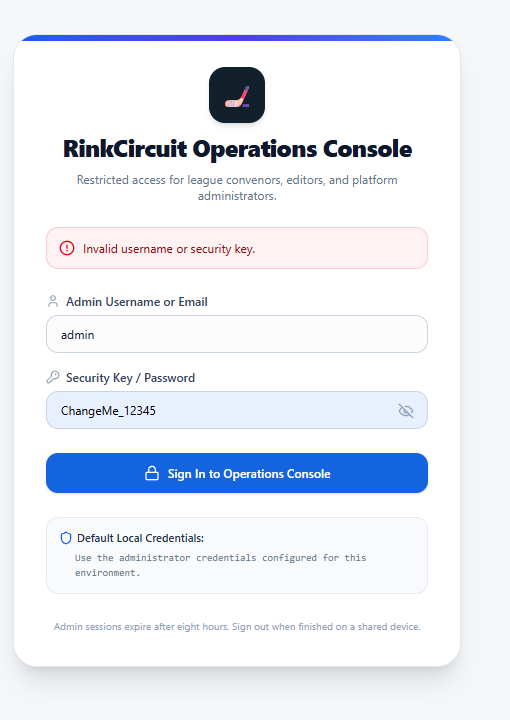 RinkCircuit Operations Console
Restricted access for league convenors, editors, and platform
administrators.
Invalid username or security key.
Admin Username or Email
admin
Security Key / Password
ChangeMe_12345
Sign In to Operations Console
Default Local Credentials:
Use the administrator credentials configured for this
environment.
Admin sessions expire after eight hours. Sign out when finished on a shared device.